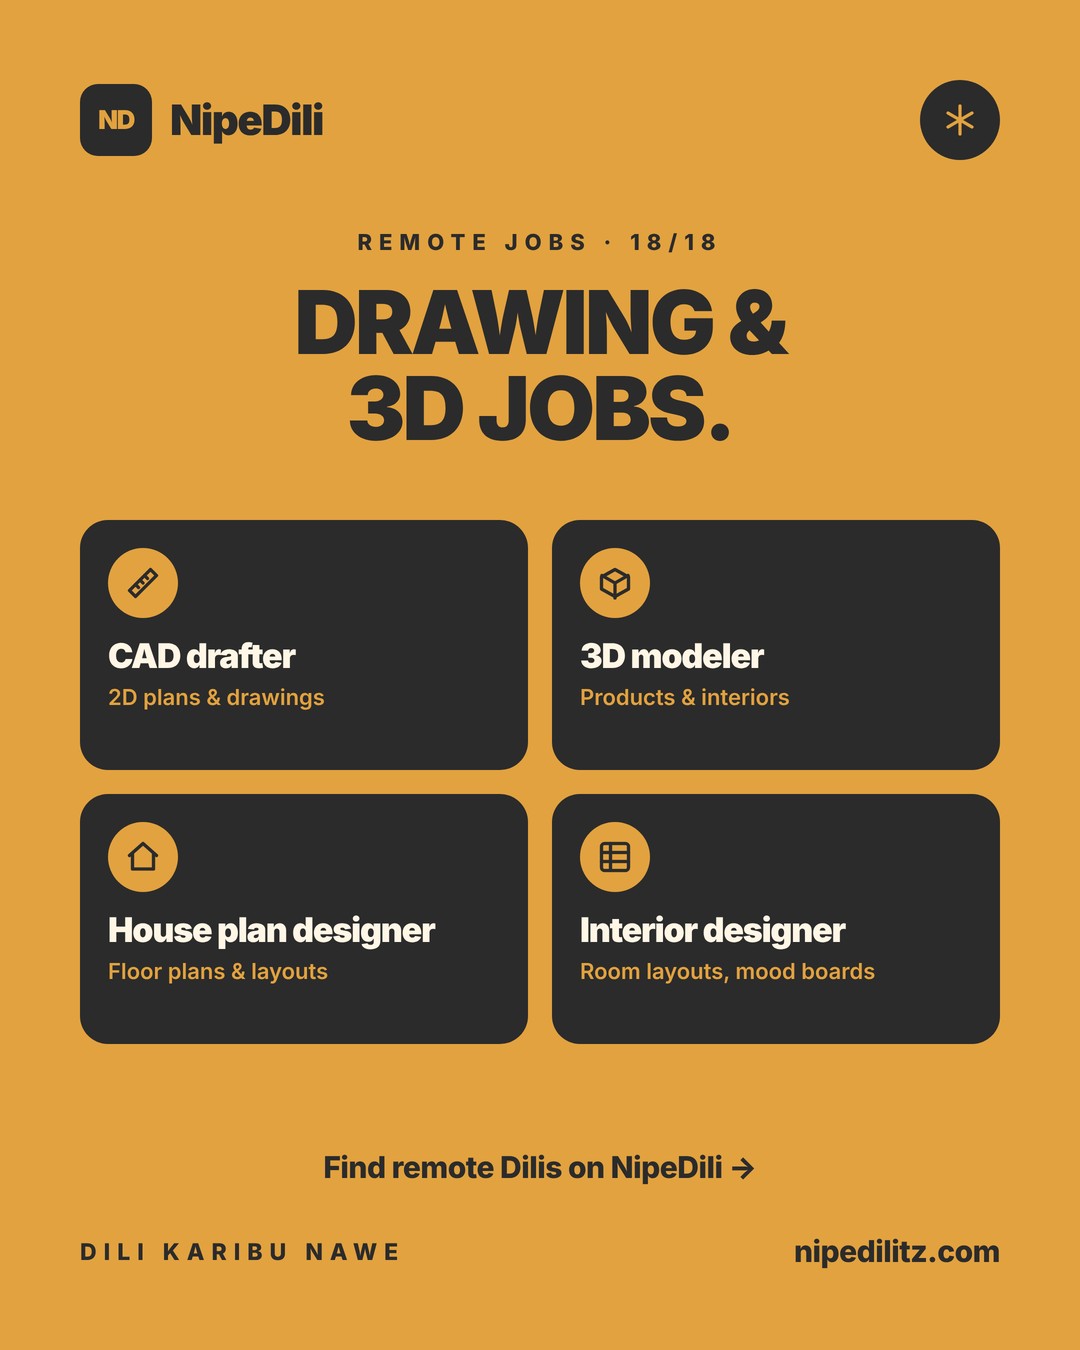 ND NipeDili
REMOTE JOBS · 18/18
DRAWING &
3D JOBS.
CAD drafter
2D plans & drawings
3D modeler
Products & interiors
House plan designer
Floor plans & layouts
Interior designer
Room layouts, mood boards
Find remote Dilis on NipeDili →
DILI KARIBU NAWE
nipedilitz.com